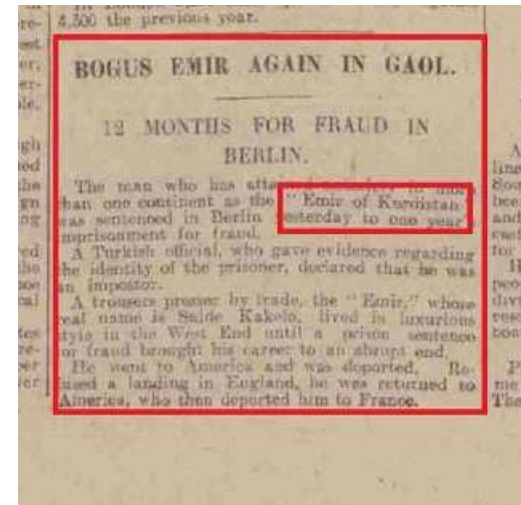 4,500 the previous year.
BOGUS EMIR AGAIN IN GAOL.
12 MONTHS FOR FRAUD IN
BERLIN.
The man who has in more
than one continent as the "Emir of Kurdistan"
was sentenced in Berlin yesterday to one year's
imprisonment for fraud.
A Turkish official, who gave evidence regarding
the identity of the prisoner, declared that he was
an impostor.
A trousers presser by trade, the "Emir," whose
real name is Saide Kakelo, lived in luxurious
style in the West End until a prison sentence
for fraud brought his career to an abrupt end.
He went to America and was deported. Re-
fused a landing in England, he was returned to
America, who then deported him to France.